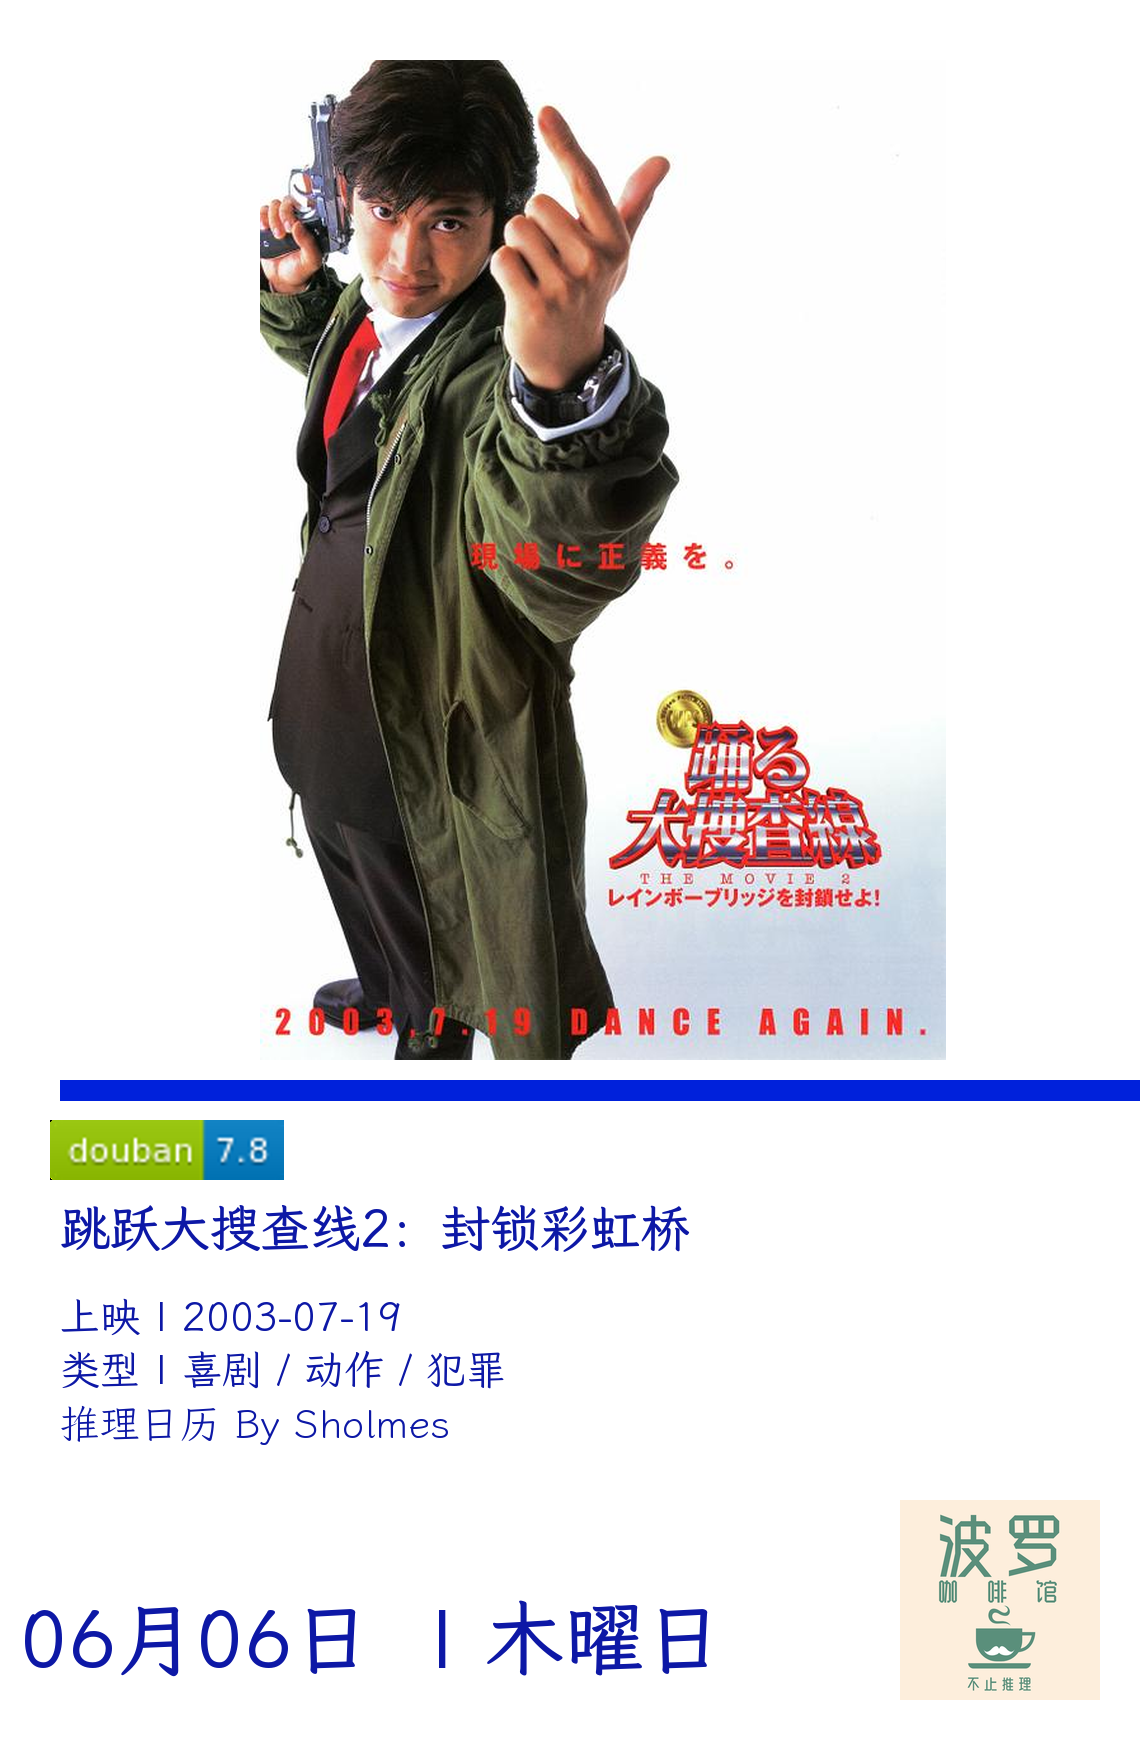 現場に正義を。
踊る
大捜査線
THE MOVIE 2
レインボーブリッジを封鎖せよ!
2003.7.19 DANCE AGAIN.
douban 7.8
跳跃大搜查线2：封锁彩虹桥
上映 | 2003-07-19
类型 | 喜剧 / 动作 / 犯罪
推理日历 By Sholmes
波罗
咖啡馆
不止推理
06月06日 | 木曜日